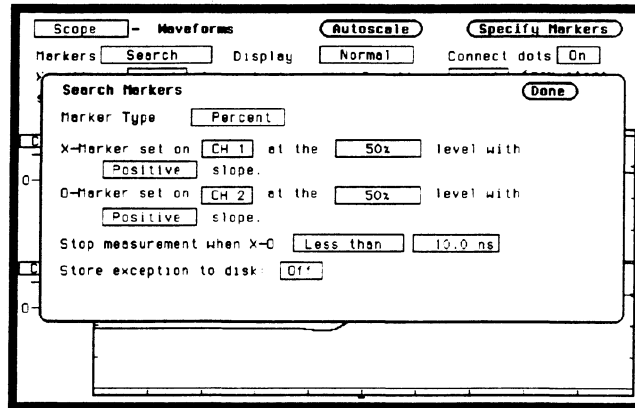 Scope - Waveforms Autoscale Specify Markers
Markers Search Display Normal Connect dots On
Search Markers Done
Marker Type Percent
X-Marker set on CH 1 at the 50% level with
Positive slope.
O-Marker set on CH 2 at the 50% level with
Positive slope.
Stop measurement when X-O Less than 10.0 ns
Store exception to disk: Off
C
0-
C
0-